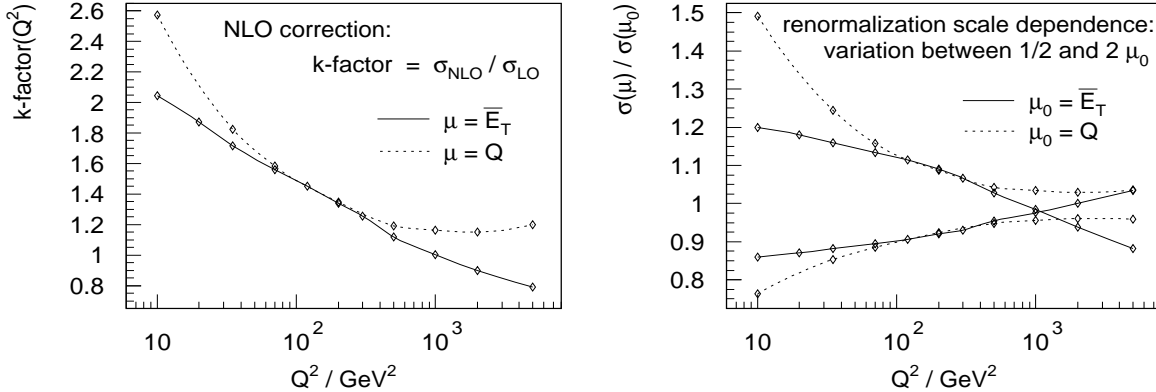 k-factor(Q²)
2.6
2.4
2.2
2
1.8
1.6
1.4
1.2
1
0.8
NLO correction:
k-factor = σ_NLO / σ_LO
μ = E̅_T
μ = Q
10
10²
10³
Q² / GeV²
σ(μ) / σ(μ₀)
1.5
1.4
1.3
1.2
1.1
1
0.9
0.8
renormalization scale dependence:
variation between 1/2 and 2 μ₀
μ₀ = E̅_T
μ₀ = Q
10
10²
10³
Q² / GeV²